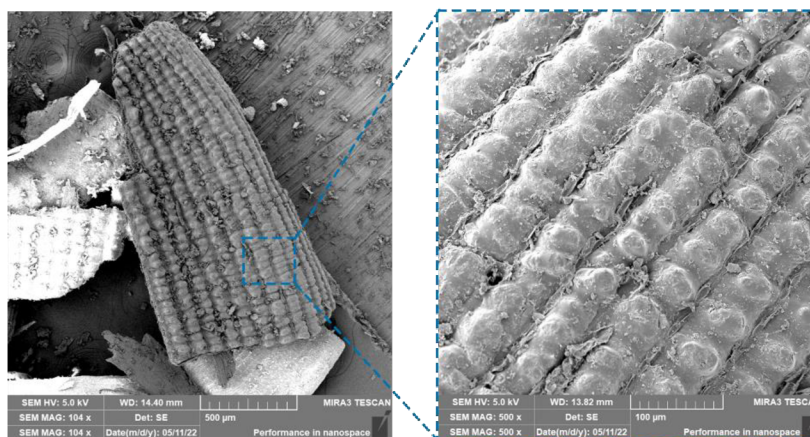 SEM HV: 5.0 kV WD: 14.40 mm MIRA3 TESCAN
SEM MAG: 104 x Det: SE 500 µm
SEM MAG: 104 x Date(m/d/y): 05/11/22 Performance in nanospace
SEM HV: 5.0 kV WD: 13.82 mm MIRA3 TESCAN
SEM MAG: 500 x Det: SE 100 µm
SEM MAG: 500 x Date(m/d/y): 05/11/22 Performance in nanospace